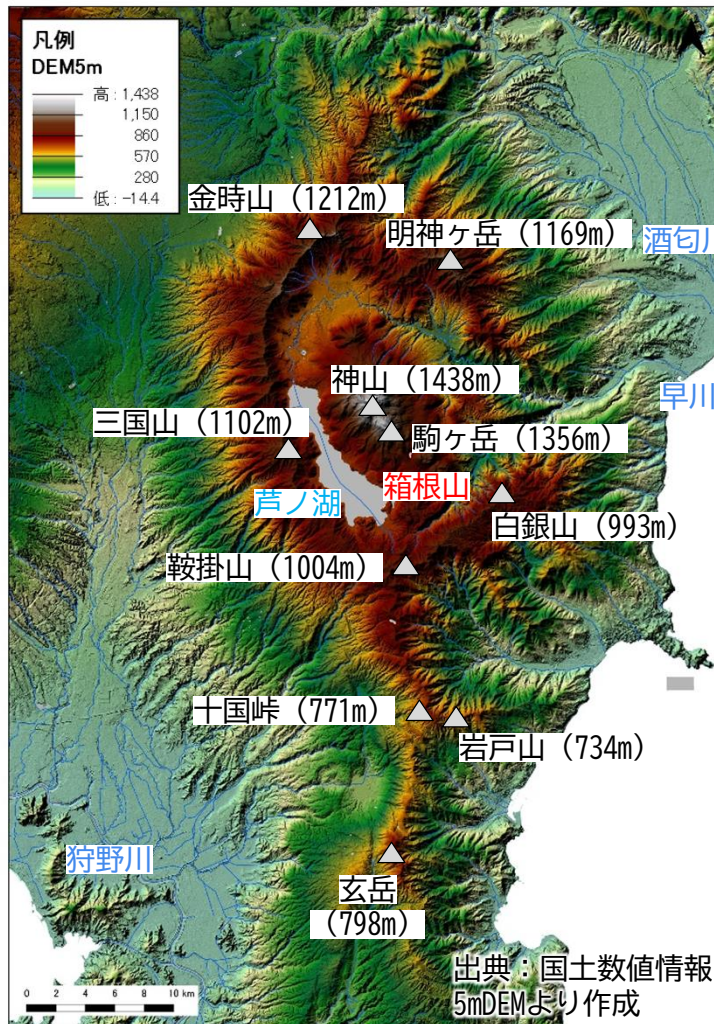 凡例
DEM5m
高 : 1,438
1,150
860
570
280
低 : -14.4
金時山（1212m）
明神ヶ岳（1169m）
酒匂川
神山（1438m）
早川
三国山（1102m）
駒ヶ岳（1356m）
箱根山
芦ノ湖
白銀山（993m）
鞍掛山（1004m）
十国峠（771m）
岩戸山（734m）
狩野川
玄岳
（798m）
出典：国土数値情報
5mDEMより作成
0 2 4 6 8 10 km